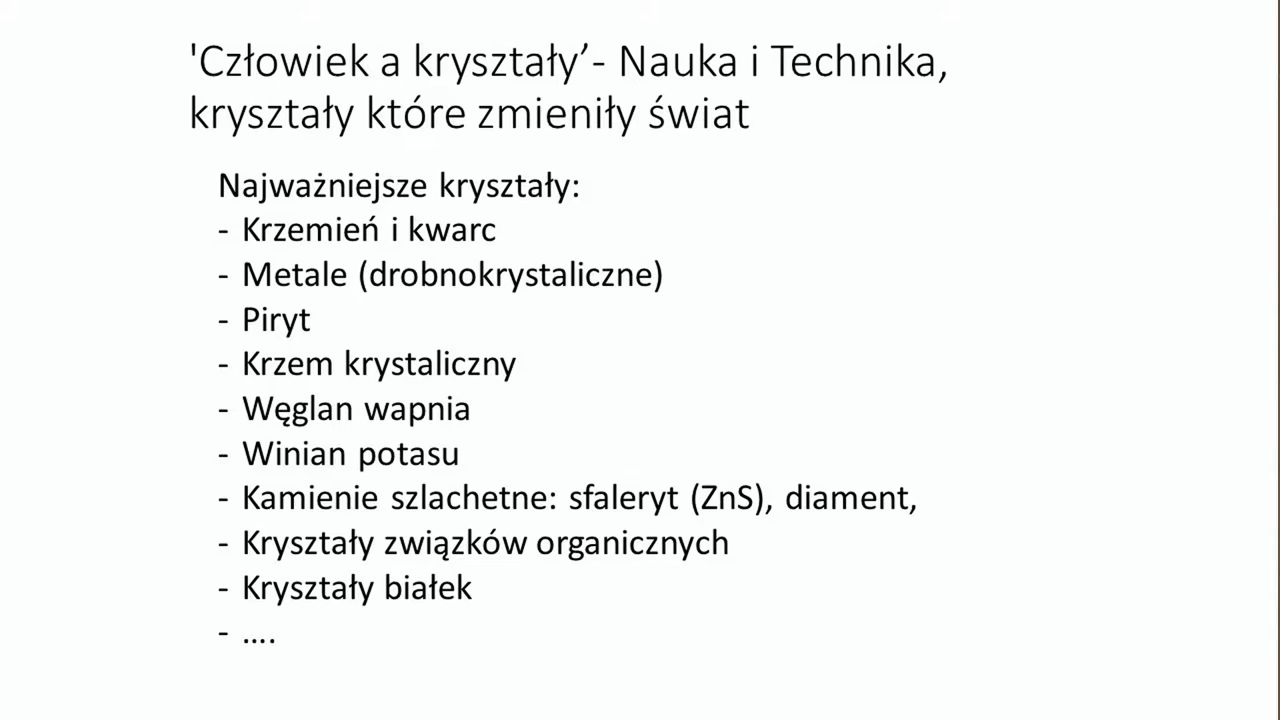 'Człowiek a kryształy’- Nauka i Technika,
kryształy które zmieniły świat
Najważniejsze kryształy:
- Krzemień i kwarc
- Metale (drobnokrystaliczne)
- Piryt
- Krzem krystaliczny
- Węglan wapnia
- Winian potasu
- Kamienie szlachetne: sfaleryt (ZnS), diament,
- Kryształy związków organicznych
- Kryształy białek
- ….